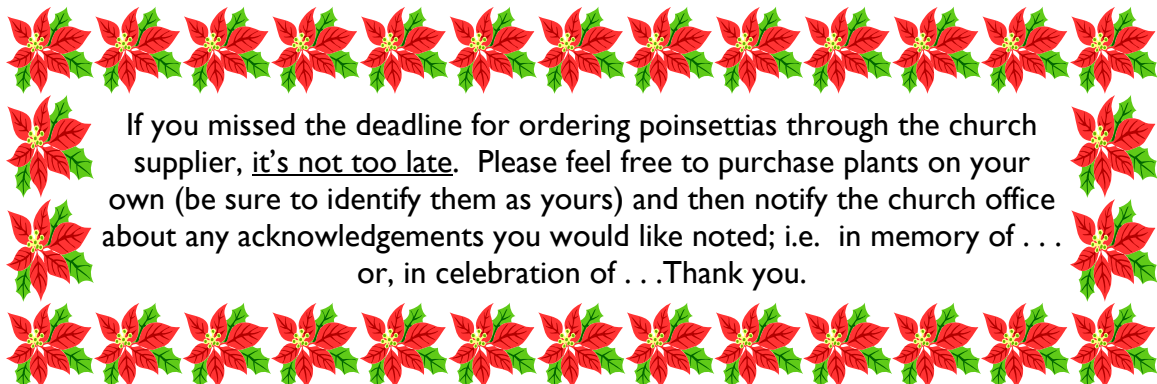 If you missed the deadline for ordering poinsettias through the church
supplier, it’s not too late.  Please feel free to purchase plants on your
own (be sure to identify them as yours) and then notify the church office
about any acknowledgements you would like noted; i.e.  in memory of . . .
or, in celebration of . . .Thank you.